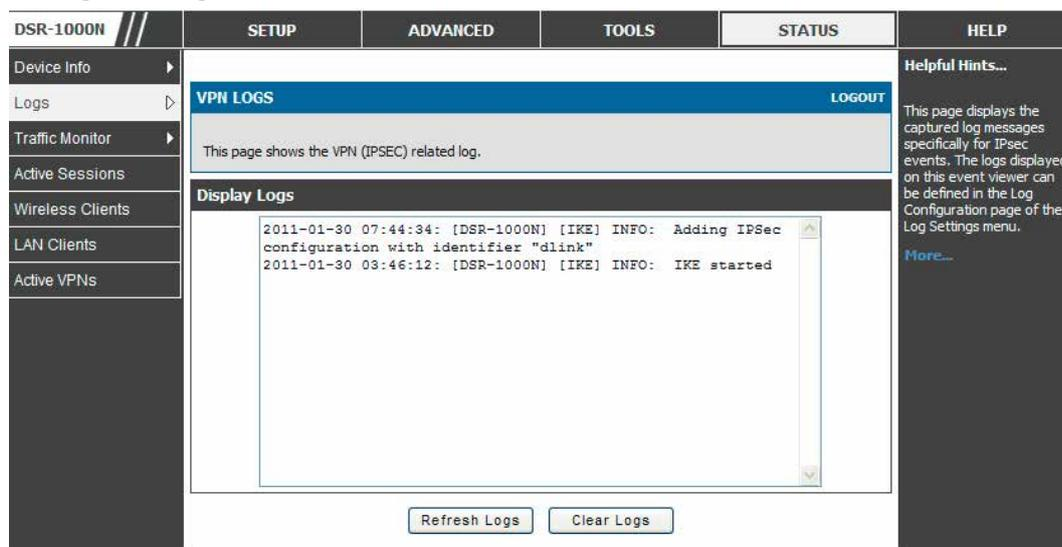 DSR-1000N
SETUP
ADVANCED
TOOLS
STATUS
HELP
Device Info
Logs
Traffic Monitor
Active Sessions
Wireless Clients
LAN Clients
Active VPNs
VPN LOGS
LOGOUT
This page shows the VPN (IPSEC) related log.
Display Logs
2011-01-30 07:44:34: [DSR-1000N] [IKE] INFO:  Adding IPSec
configuration with identifier "dlink"
2011-01-30 03:46:12: [DSR-1000N] [IKE] INFO:  IKE started
Refresh Logs
Clear Logs
Helpful Hints...
This page displays the
captured log messages
specifically for IPsec
events. The logs displayed
on this event viewer can
be defined in the Log
Configuration page of the
Log Settings menu.
More...